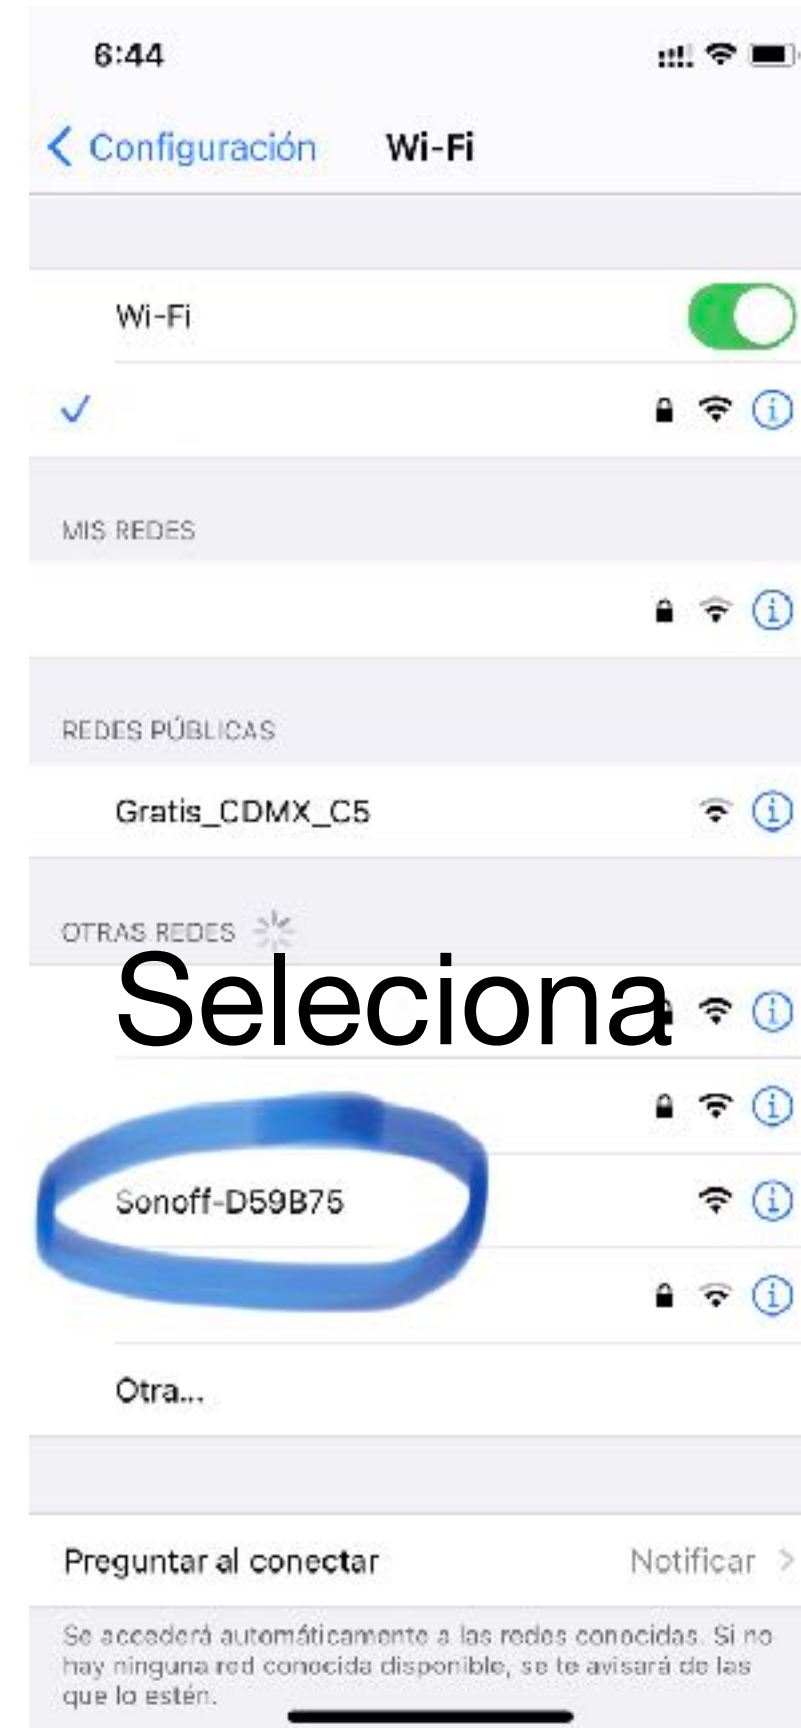 6:44
Configuración Wi-Fi
Wi-Fi
MIS REDES
REDES PÚBLICAS
Gratis_CDMX_C5
OTRAS REDES
Seleciona
Sonoff-D59B75
Otra...
Preguntar al conectar Notificar
Se accederá automáticamente a las redes conocidas. Si no
hay ninguna red conocida disponible, se te avisará de las
que lo estén.